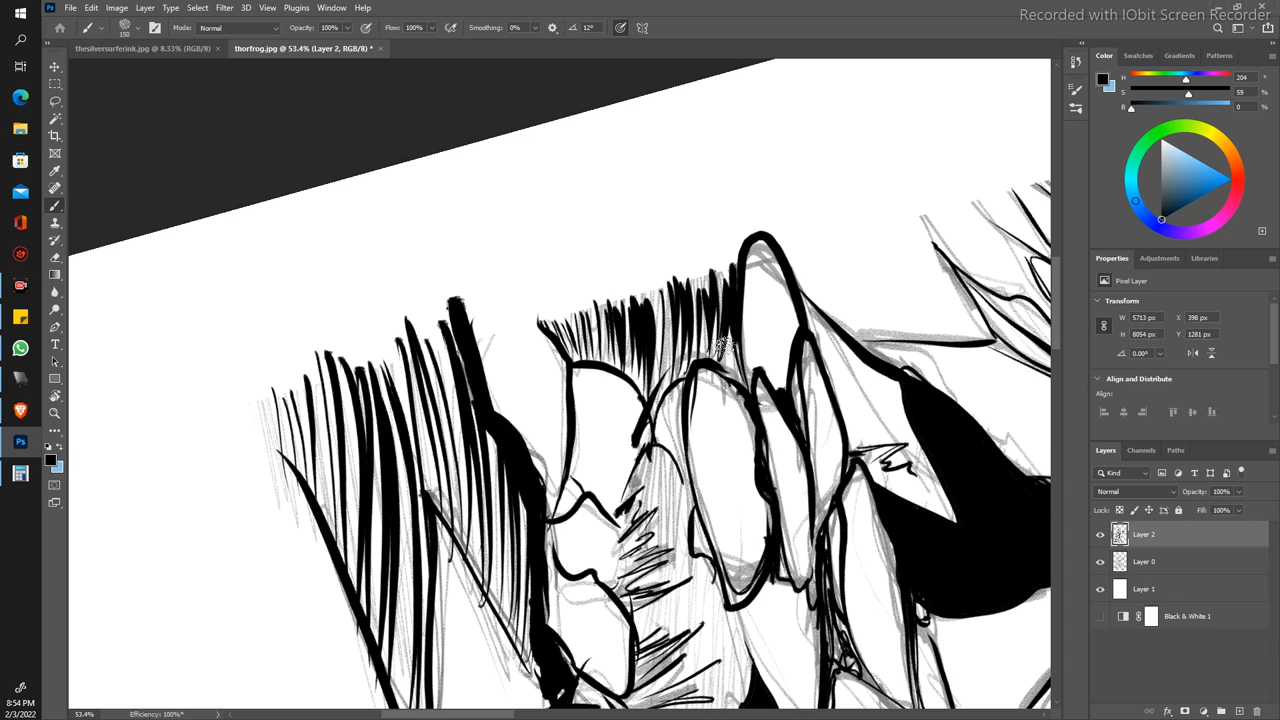 Recorded with IObit Screen Recorder
File Edit Image Layer Type Select Filter 3D View Plugins Window Help
150 Mode: Normal Opacity: 100% Flow: 100% Smoothing: 0% 12°
thesilversurferink.jpg @ 8.33% (RGB/8) × thorfrog.jpg @ 53.4% (Layer 2, RGB/8) * ×
Color Swatches Gradients Patterns
H 204 °
S 59 %
B 0 %
Properties Adjustments Libraries
Pixel Layer
Transform
W 5713 px X 398 px
H 8054 px Y 1281 px
0.00°
Align and Distribute
Align:
Layers Channels Paths
Kind
Normal Opacity: 100%
Lock: Fill: 100%
Layer 2
Layer 0
Layer 1
Black & White 1
8:54 PM
2/3/2022
53.4% Efficiency: 100%*